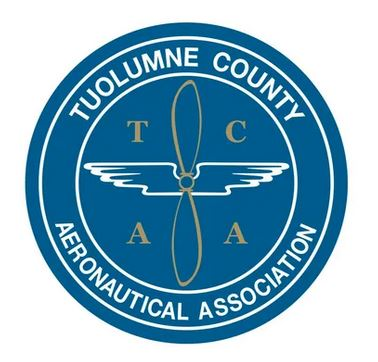 TUOLUMNE COUNTY
T C
A A
AERONAUTICAL ASSOCIATION